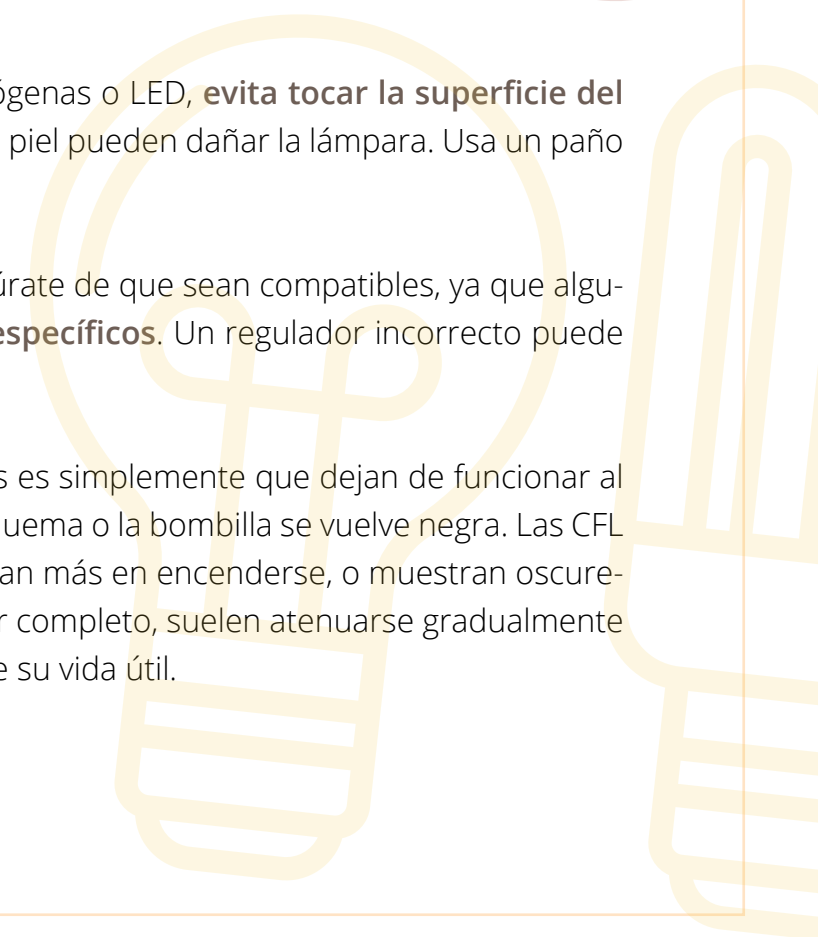 ógenas o LED, evita tocar la superficie del
piel pueden dañar la lámpara. Usa un paño
úrate de que sean compatibles, ya que algu-
específicos. Un regulador incorrecto puede
s es simplemente que dejan de funcionar al
uema o la bombilla se vuelve negra. Las CFL
an más en encenderse, o muestran oscure-
r completo, suelen atenuarse gradualmente
e su vida útil.